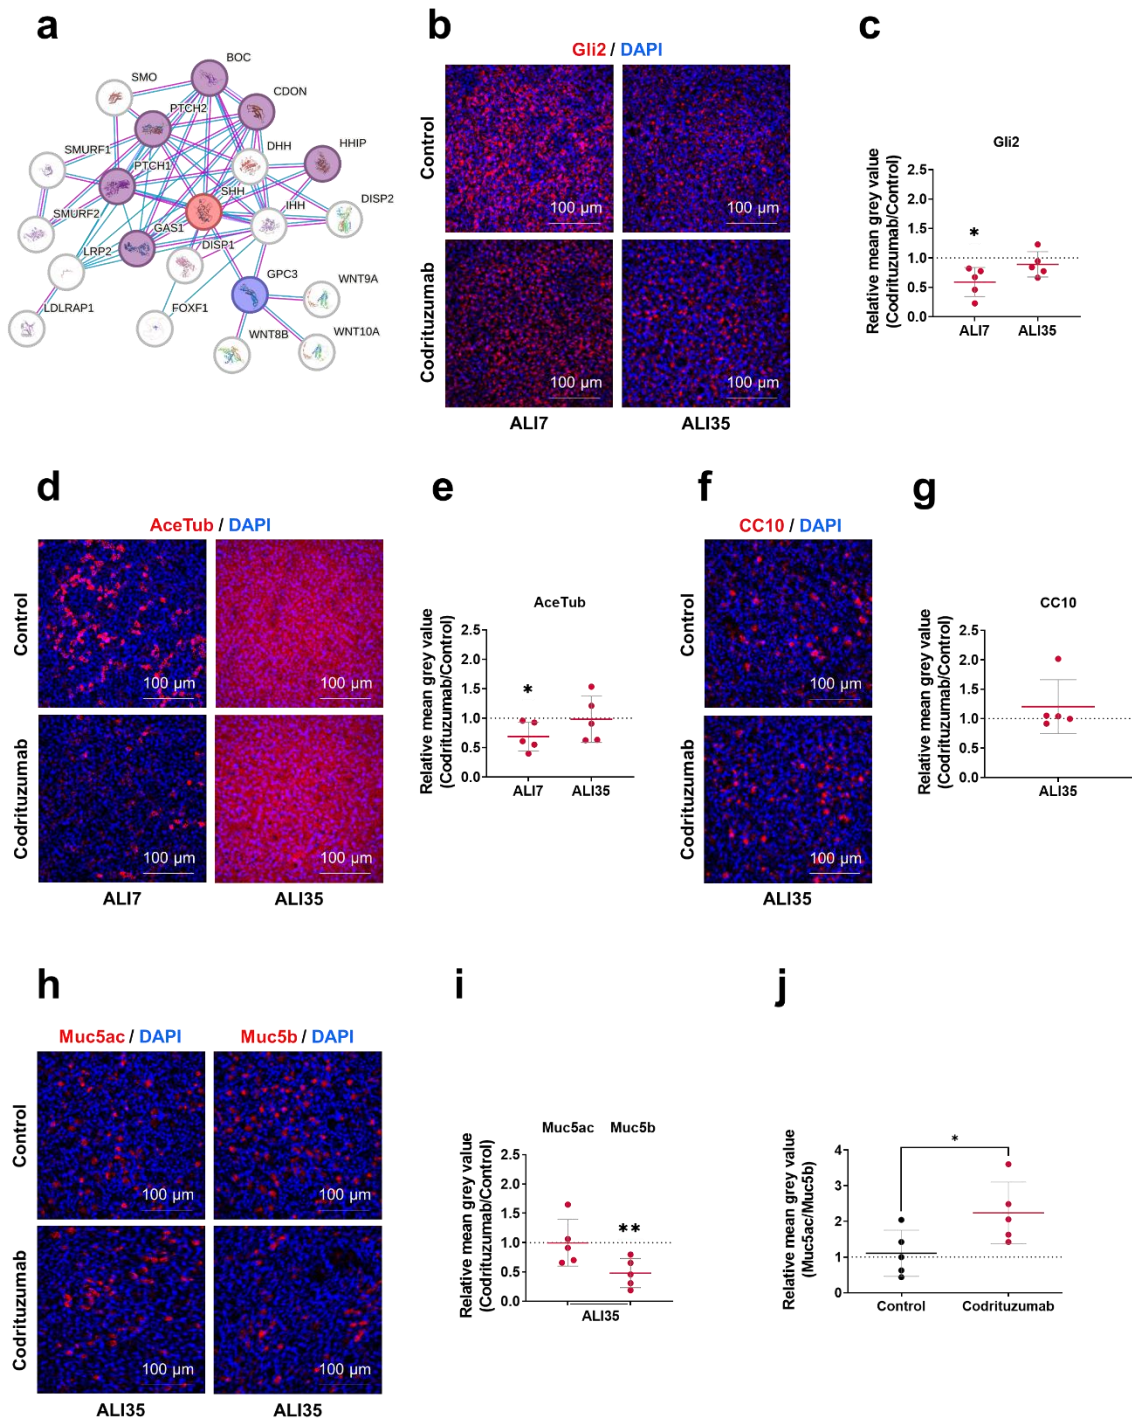 a
BOC
SMO
CDON
PTCH2
SMURF1
DHH
HHIP
PTCH1
SHH
SMURF2
GAS1
IHH
DISP2
LRP2
DISP1
GPC3
WNT9A
LDLRAP1
FOXF1
WNT8B
WNT10A
b
Gli2 / DAPI
Control
100 µm
100 µm
Codrituzumab
100 µm
100 µm
ALI7
ALI35
c
Gli2
Relative mean grey value
(Codrituzumab/Control)
2.5
2.0
1.5
1.0
0.5
0.0
*
ALI7
ALI35
d
AceTub / DAPI
Control
100 µm
100 µm
Codrituzumab
100 µm
100 µm
ALI7
ALI35
e
AceTub
Relative mean grey value
(Codrituzumab/Control)
2.5
2.0
1.5
1.0
0.5
0.0
*
ALI7
ALI35
f
CC10 / DAPI
Control
100 µm
Codrituzumab
100 µm
ALI35
g
CC10
Relative mean grey value
(Codrituzumab/Control)
2.5
2.0
1.5
1.0
0.5
0.0
ALI35
h
Muc5ac / DAPI
Muc5b / DAPI
Control
100 µm
100 µm
Codrituzumab
100 µm
100 µm
ALI35
ALI35
i
Muc5ac
Muc5b
Relative mean grey value
(Codrituzumab/Control)
2.5
2.0
1.5
1.0
0.5
0.0
**
ALI35
j
Relative mean grey value
(Muc5ac/Muc5b)
4
3
2
1
0
*
Control
Codrituzumab